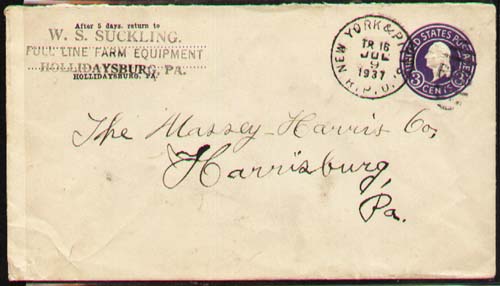 After 5 days. return to
W. S. SUCKLING.
FULL LINE FARM EQUIPMENT
HOLLIDAYSBURG, PA.
HOLLIDAYSBURG, PA.
NEW YORK & P
TR 16
JUL
9
1937
R.P.O.
UNITED STATES POSTAGE
3 CENTS 3
The Massey-Harris Co,
Harrisburg,
Pa.